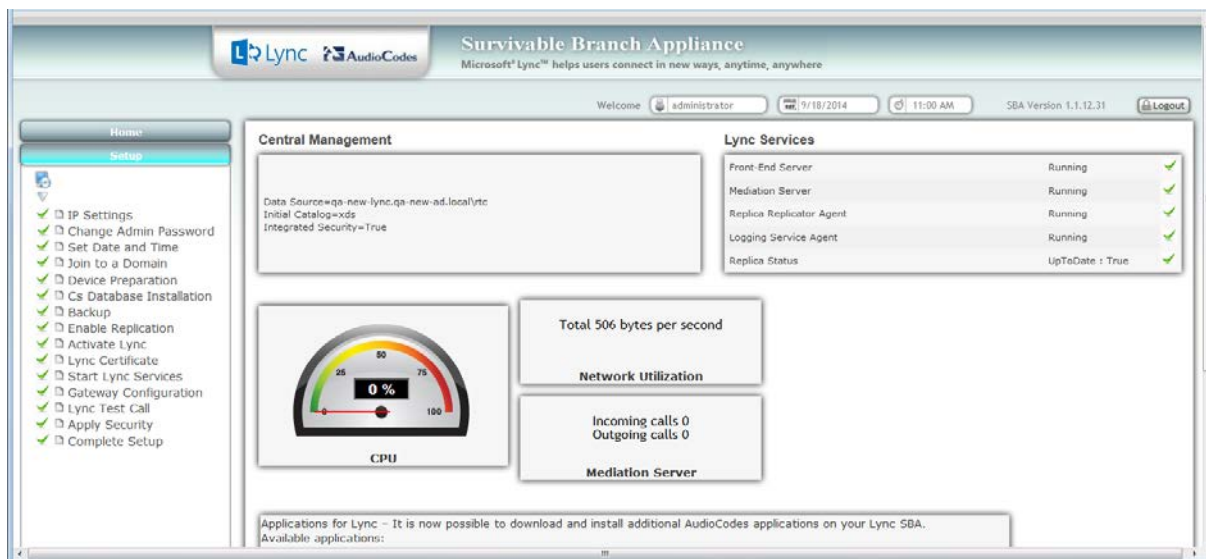 Lync AudioCodes
Survivable Branch Appliance
Microsoft® Lync™ helps users connect in new ways, anytime, anywhere
Welcome administrator 9/18/2014 11:00 AM SBA Version 1.1.12.31 Logout
Home
Setup
IP Settings
Change Admin Password
Set Date and Time
Join to a Domain
Device Preparation
Cs Database Installation
Backup
Enable Replication
Activate Lync
Lync Certificate
Start Lync Services
Gateway Configuration
Lync Test Call
Apply Security
Complete Setup
Central Management
Data Source=qa-new-lync.qa-new-ad.local\rtc
Initial Catalog=xds
Integrated Security=True
Lync Services
Front-End Server Running
Mediation Server Running
Replica Replicator Agent Running
Logging Service Agent Running
Replica Status UpToDate : True
50
25 75
0 %
0 100
CPU
Total 506 bytes per second
Network Utilization
Incoming calls 0
Outgoing calls 0
Mediation Server
Applications for Lync – It is now possible to download and install additional AudioCodes applications on your Lync SBA.
Available applications: